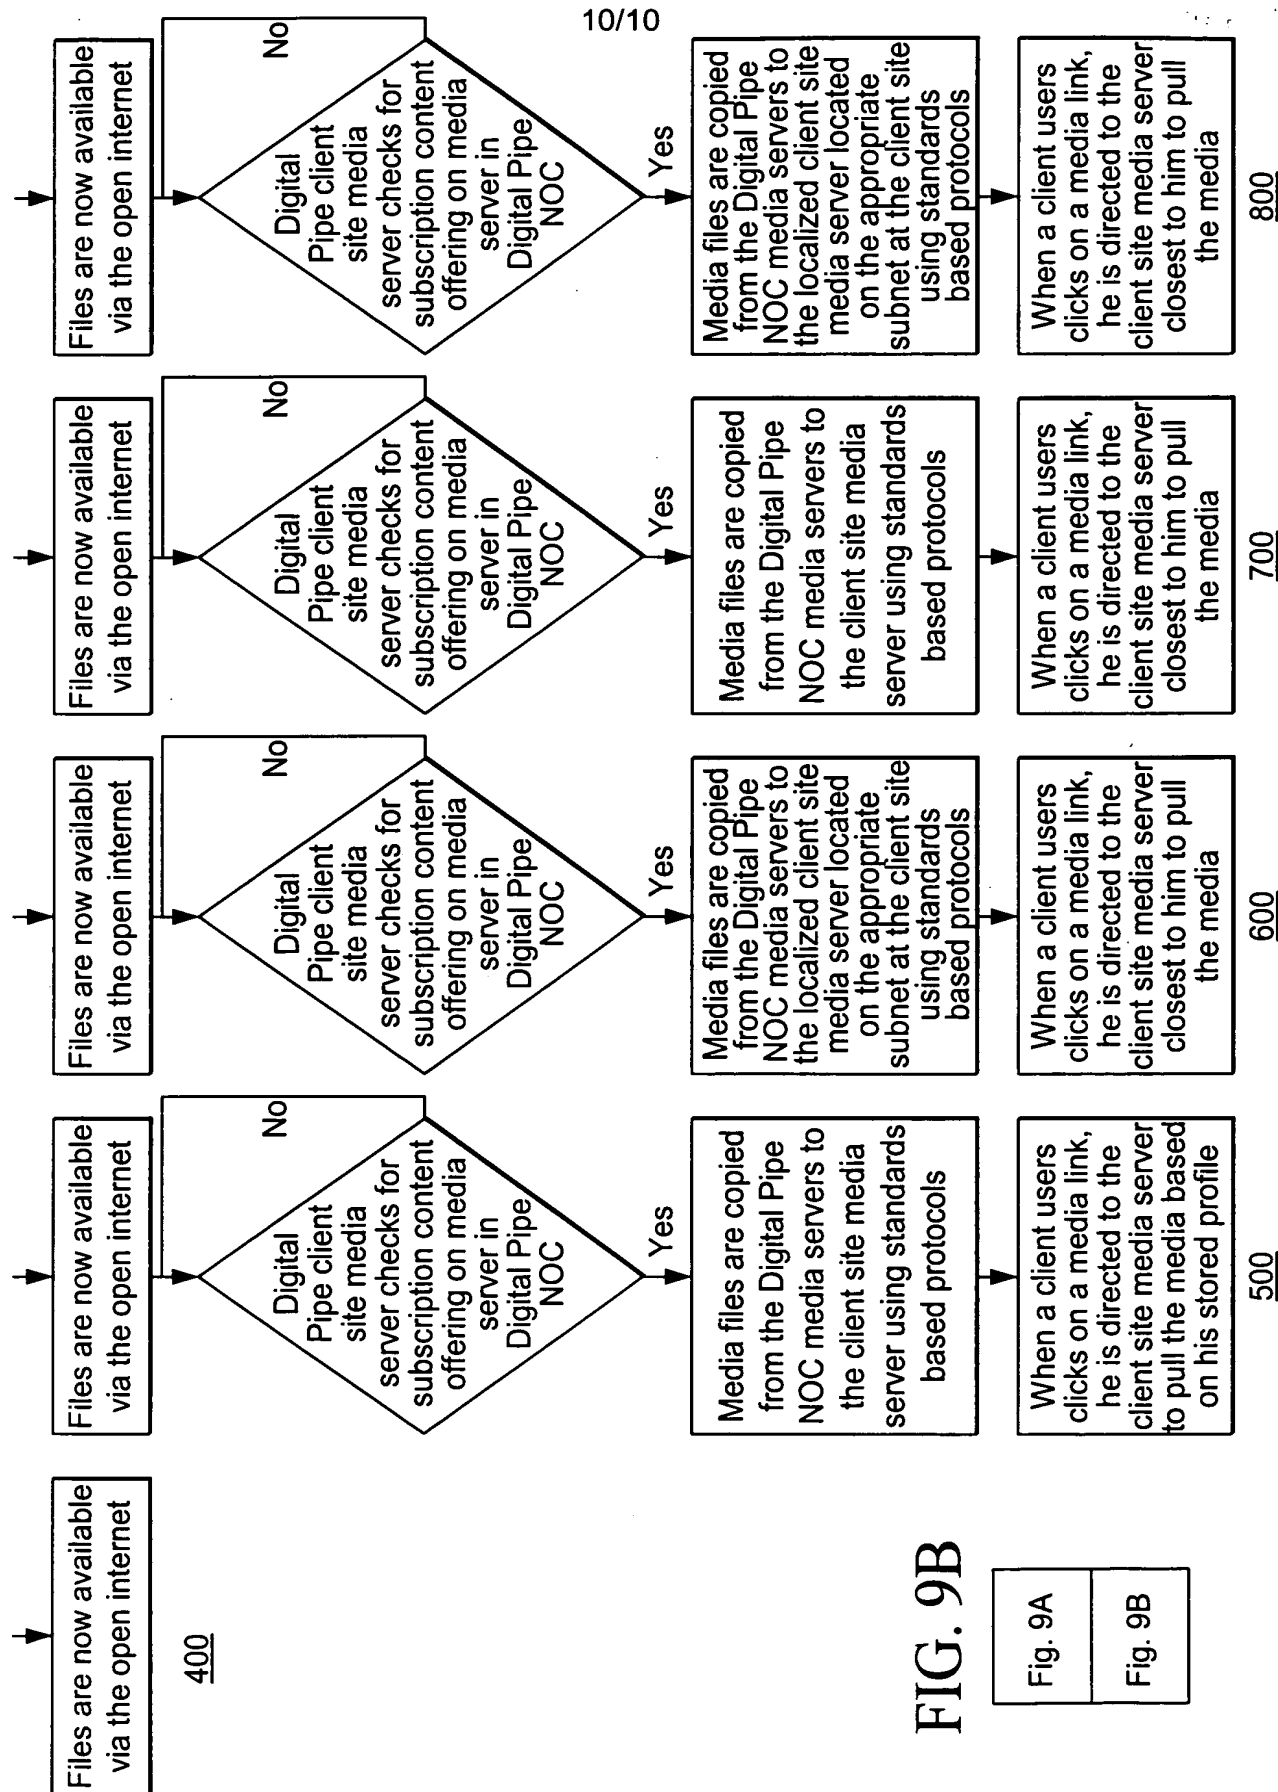 10/10
Files are now available
via the open internet
400
Files are now available
via the open internet
No
Digital
Pipe client
site media
server checks for
subscription content
offering on media
server in
Digital Pipe
NOC
Yes
Media files are copied
from the Digital Pipe
NOC media servers to
the client site media
server using standards
based protocols
When a client users
clicks on a media link,
he is directed to the
client site media server
to pull the media based
on his stored profile
500
Files are now available
via the open internet
No
Digital
Pipe client
site media
server checks for
subscription content
offering on media
server in
Digital Pipe
NOC
Yes
Media files are copied
from the Digital Pipe
NOC media servers to
the localized client site
media server located
on the appropriate
subnet at the client site
using standards
based protocols
When a client users
clicks on a media link,
he is directed to the
client site media server
closest to him to pull
the media
600
Files are now available
via the open internet
No
Digital
Pipe client
site media
server checks for
subscription content
offering on media
server in
Digital Pipe
NOC
Yes
Media files are copied
from the Digital Pipe
NOC media servers to
the client site media
server using standards
based protocols
When a client users
clicks on a media link,
he is directed to the
client site media server
closest to him to pull
the media
700
Files are now available
via the open internet
No
Digital
Pipe client
site media
server checks for
subscription content
offering on media
server in
Digital Pipe
NOC
Yes
Media files are copied
from the Digital Pipe
NOC media servers to
the localized client site
media server located
on the appropriate
subnet at the client site
using standards
based protocols
When a client users
clicks on a media link,
he is directed to the
client site media server
closest to him to pull
the media
800
FIG. 9B
Fig. 9A
Fig. 9B